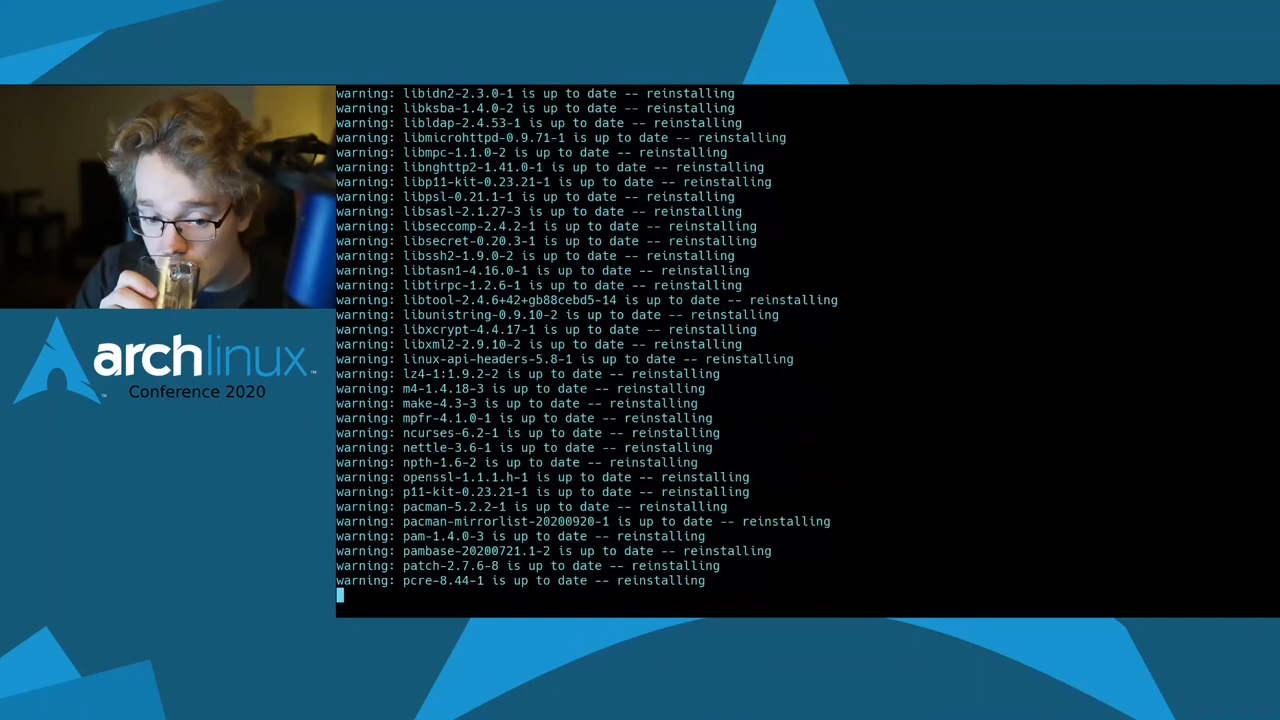 warning: libidn2-2.3.0-1 is up to date -- reinstalling
warning: libksba-1.4.0-2 is up to date -- reinstalling
warning: libldap-2.4.53-1 is up to date -- reinstalling
warning: libmicrohttpd-0.9.71-1 is up to date -- reinstalling
warning: libmpc-1.1.0-2 is up to date -- reinstalling
warning: libnghttp2-1.41.0-1 is up to date -- reinstalling
warning: libp11-kit-0.23.21-1 is up to date -- reinstalling
warning: libpsl-0.21.1-1 is up to date -- reinstalling
warning: libsasl-2.1.27-3 is up to date -- reinstalling
warning: libseccomp-2.4.2-1 is up to date -- reinstalling
warning: libsecret-0.20.3-1 is up to date -- reinstalling
warning: libssh2-1.9.0-2 is up to date -- reinstalling
warning: libtasn1-4.16.0-1 is up to date -- reinstalling
warning: libtirpc-1.2.6-1 is up to date -- reinstalling
warning: libtool-2.4.6+42+gb88cebd5-14 is up to date -- reinstalling
warning: libunistring-0.9.10-2 is up to date -- reinstalling
warning: libxcrypt-4.4.17-1 is up to date -- reinstalling
warning: libxml2-2.9.10-2 is up to date -- reinstalling
warning: linux-api-headers-5.8-1 is up to date -- reinstalling
warning: lz4-1:1.9.2-2 is up to date -- reinstalling
warning: m4-1.4.18-3 is up to date -- reinstalling
warning: make-4.3-3 is up to date -- reinstalling
warning: mpfr-4.1.0-1 is up to date -- reinstalling
warning: ncurses-6.2-1 is up to date -- reinstalling
warning: nettle-3.6-1 is up to date -- reinstalling
warning: npth-1.6-2 is up to date -- reinstalling
warning: openssl-1.1.1.h-1 is up to date -- reinstalling
warning: p11-kit-0.23.21-1 is up to date -- reinstalling
warning: pacman-5.2.2-1 is up to date -- reinstalling
warning: pacman-mirrorlist-20200920-1 is up to date -- reinstalling
warning: pam-1.4.0-3 is up to date -- reinstalling
warning: pambase-20200721.1-2 is up to date -- reinstalling
warning: patch-2.7.6-8 is up to date -- reinstalling
warning: pcre-8.44-1 is up to date -- reinstalling
archlinux™
™ Conference 2020